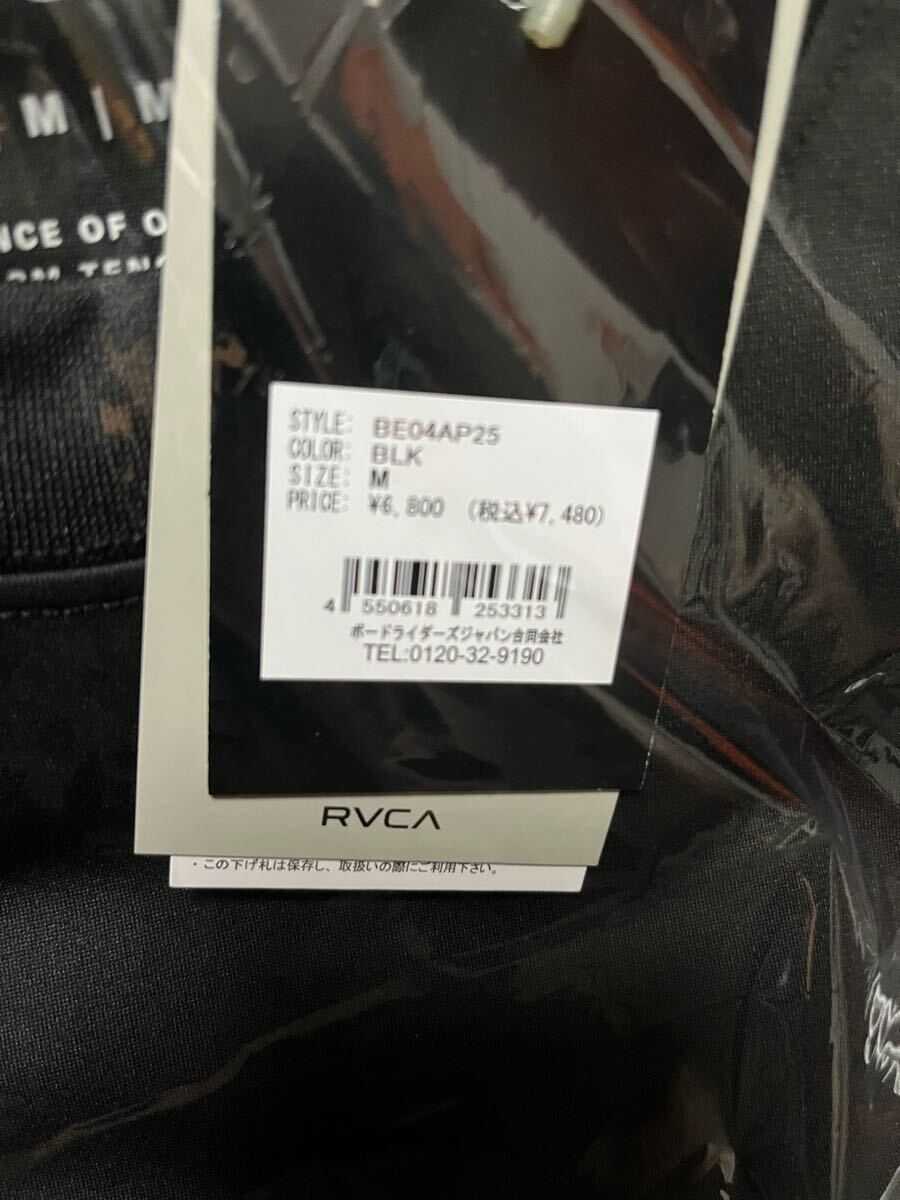 M | M
NCE OF O
STYLE: BE04AP25
COLOR: BLK
SIZE: M
PRICE: ¥6,800 (税込¥7,480)
4 550618 253313
ボードライダーズジャパン合同会社
TEL:0120-32-9190
RVCA
・この下げ札は保存し、取扱いの際にご利用下さい。